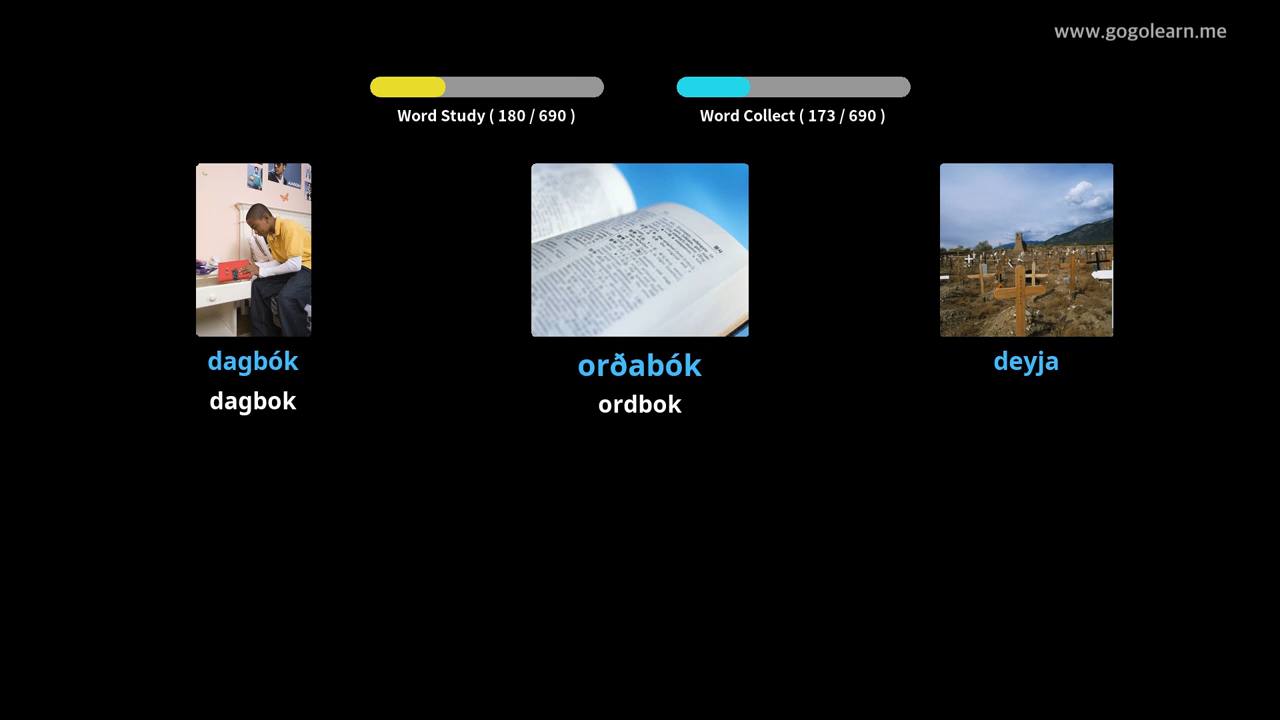 www.gogolearn.me
Word Study ( 180 / 690 )
Word Collect ( 173 / 690 )
dagbók
orðabók
deyja
dagbok
ordbok